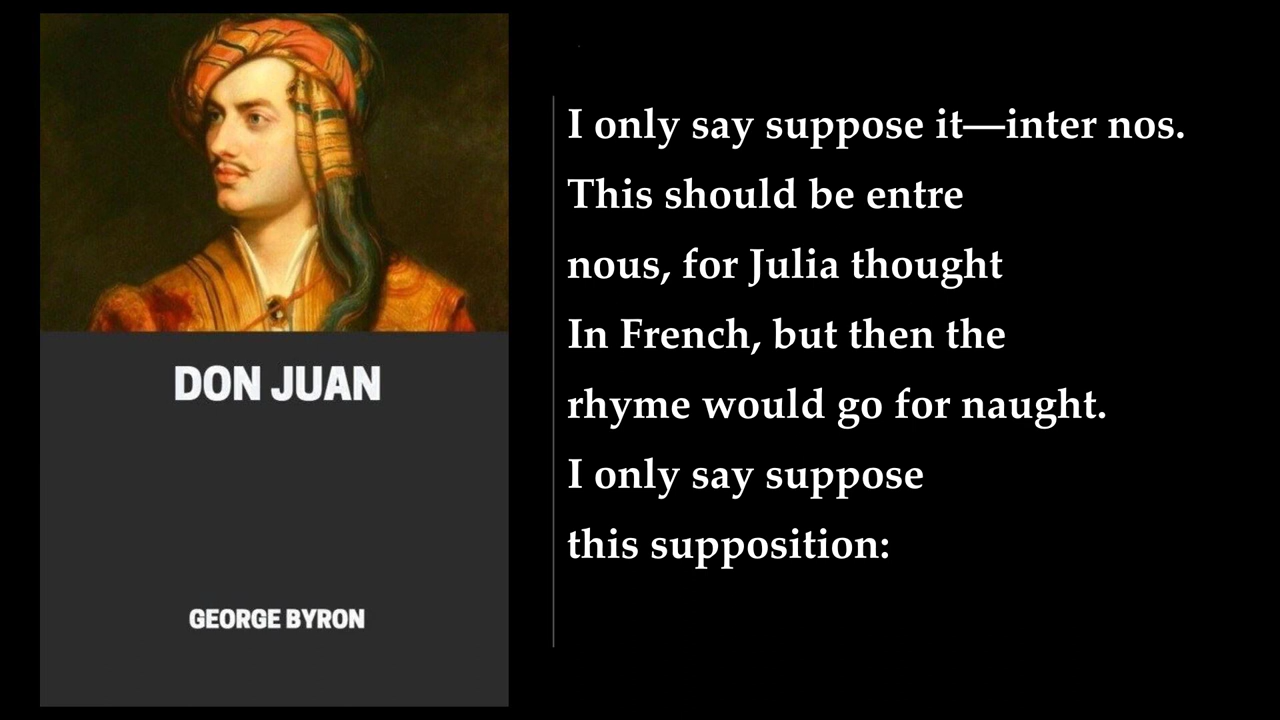 DON JUAN
GEORGE BYRON
I only say suppose it—inter nos.
This should be entre
nous, for Julia thought
In French, but then the
rhyme would go for naught.
I only say suppose
this supposition: